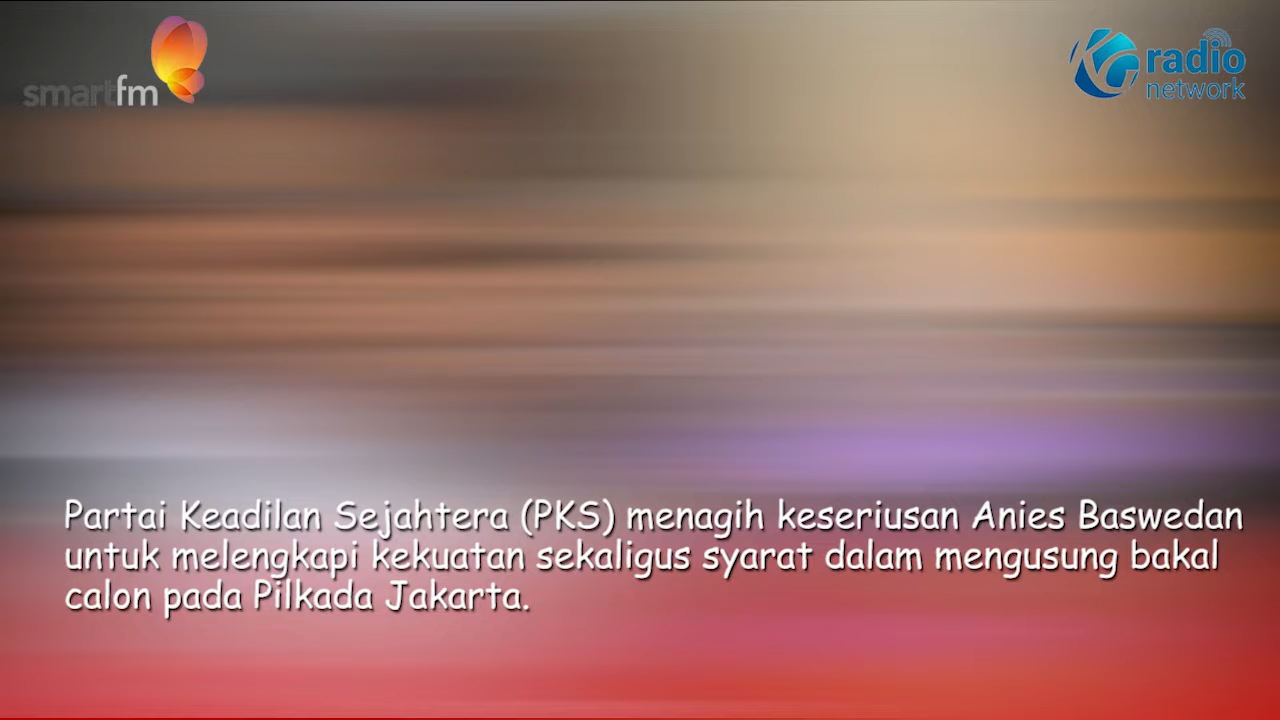 smartfm
KG radio
network
Partai Keadilan Sejahtera (PKS) menagih keseriusan Anies Baswedan
untuk melengkapi kekuatan sekaligus syarat dalam mengusung bakal
calon pada Pilkada Jakarta.